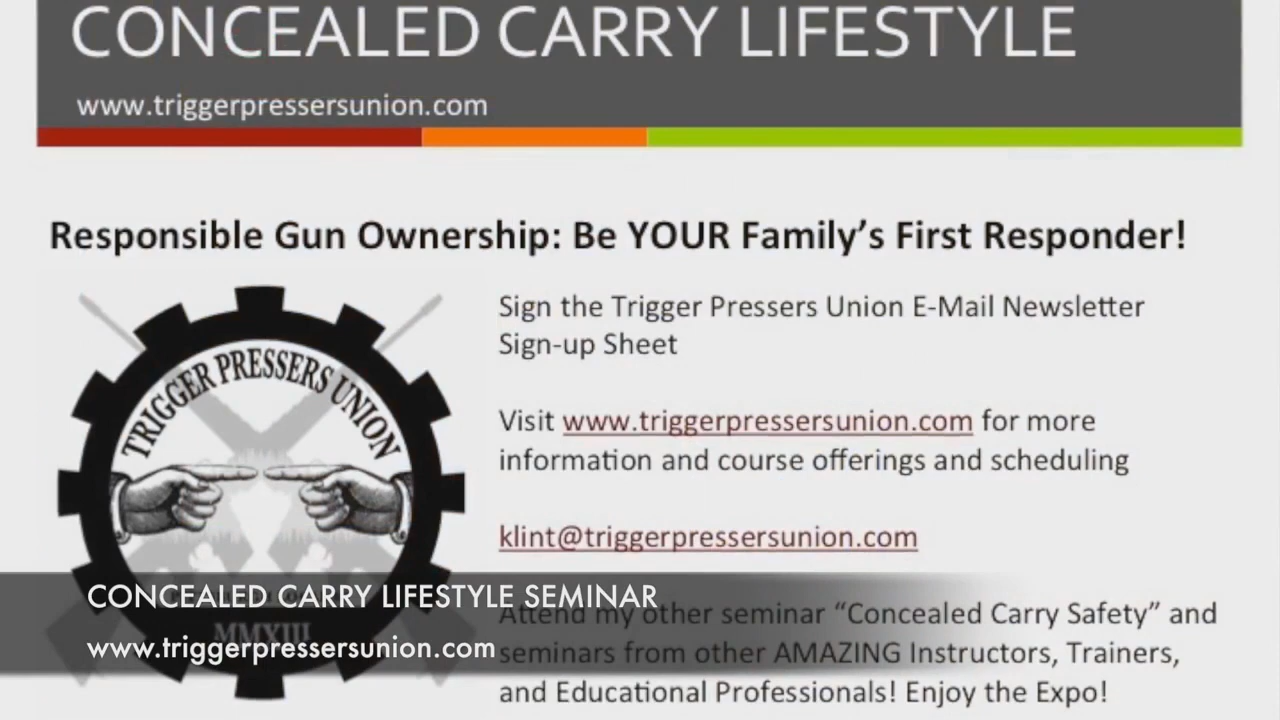 CONCEALED CARRY LIFESTYLE
www.triggerpressersunion.com
Responsible Gun Ownership: Be YOUR Family's First Responder!
TRIGGER PRESSERS UNION
MMXIII
Sign the Trigger Pressers Union E-Mail Newsletter
Sign-up Sheet
Visit www.triggerpressersunion.com for more
information and course offerings and scheduling
klint@triggerpressersunion.com
Attend my other seminar “Concealed Carry Safety” and
seminars from other AMAZING Instructors, Trainers,
and Educational Professionals! Enjoy the Expo!
CONCEALED CARRY LIFESTYLE SEMINAR
www.triggerpressersunion.com